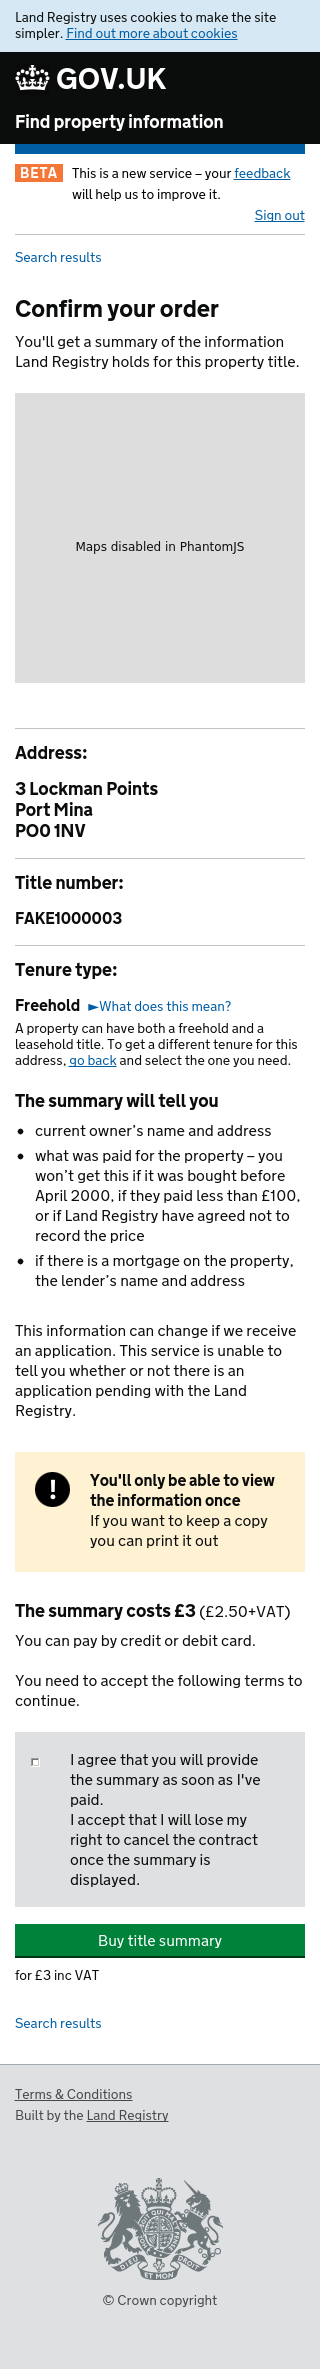 Land Registry uses cookies to make the site
simpler. Find out more about cookies
GOV.UK
Find property information
BETA This is a new service – your feedback
will help us to improve it.
Sign out
Search results
Confirm your order
You'll get a summary of the information
Land Registry holds for this property title.
Maps disabled in PhantomJS
Address:
3 Lockman Points
Port Mina
PO0 1NV
Title number:
FAKE1000003
Tenure type:
Freehold ►What does this mean?
A property can have both a freehold and a
leasehold title. To get a different tenure for this
address, go back and select the one you need.
The summary will tell you
• current owner’s name and address
• what was paid for the property – you
won’t get this if it was bought before
April 2000, if they paid less than £100,
or if Land Registry have agreed not to
record the price
• if there is a mortgage on the property,
the lender’s name and address
This information can change if we receive
an application. This service is unable to
tell you whether or not there is an
application pending with the Land
Registry.
You'll only be able to view
the information once
If you want to keep a copy
you can print it out
The summary costs £3 (£2.50+VAT)
You can pay by credit or debit card.
You need to accept the following terms to
continue.
I agree that you will provide
the summary as soon as I've
paid.
I accept that I will lose my
right to cancel the contract
once the summary is
displayed.
Buy title summary
for £3 inc VAT
Search results
Terms & Conditions
Built by the Land Registry
DIEU ET MON DROIT
© Crown copyright